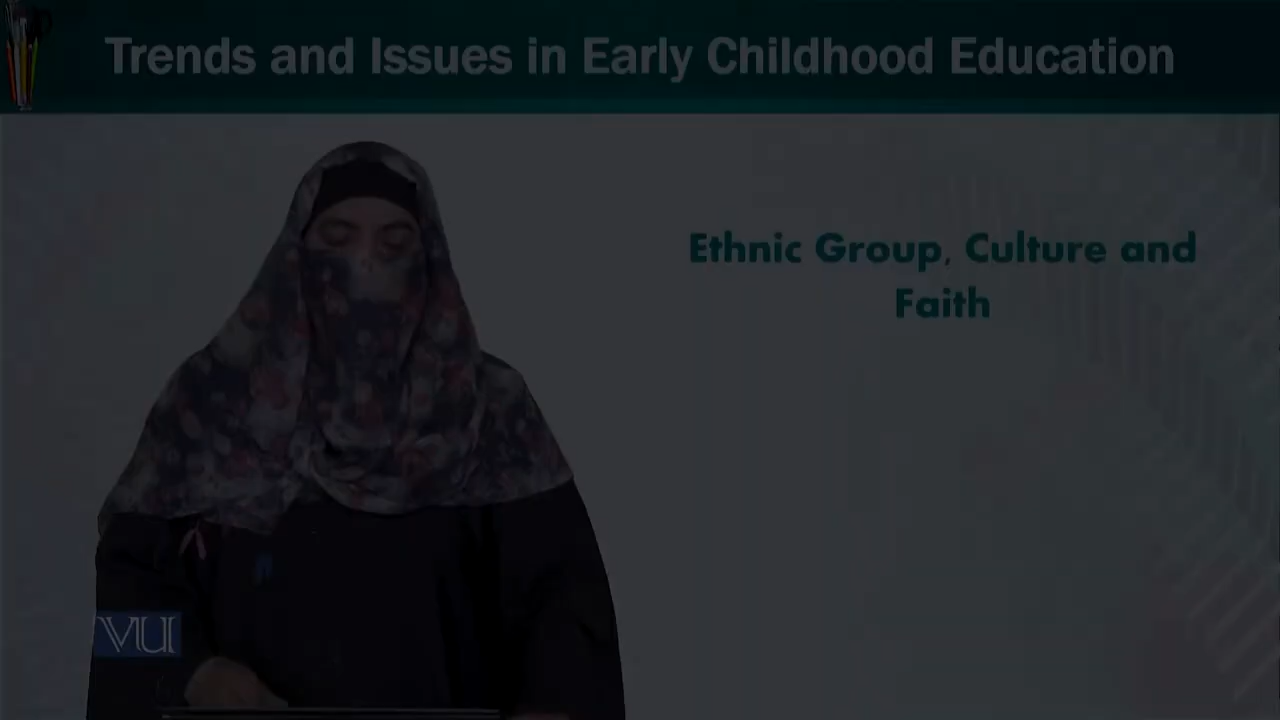 Trends and Issues in Early Childhood Education
Ethnic Group, Culture and
Faith
VU